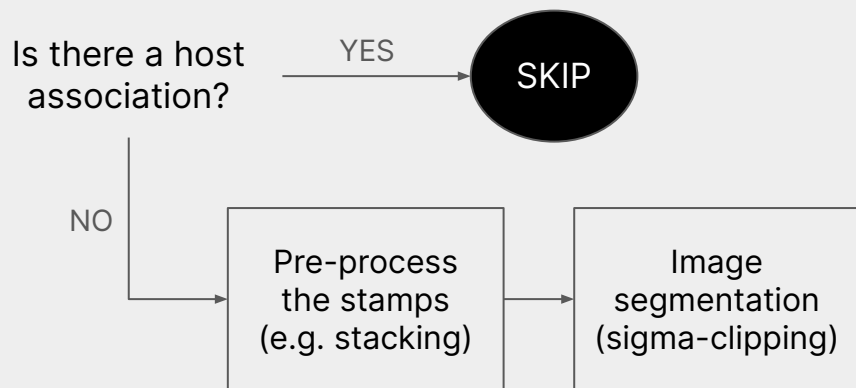 Is there a host
association?
YES
SKIP
NO
Pre-process
the stamps
(e.g. stacking)
Image
segmentation
(sigma-clipping)